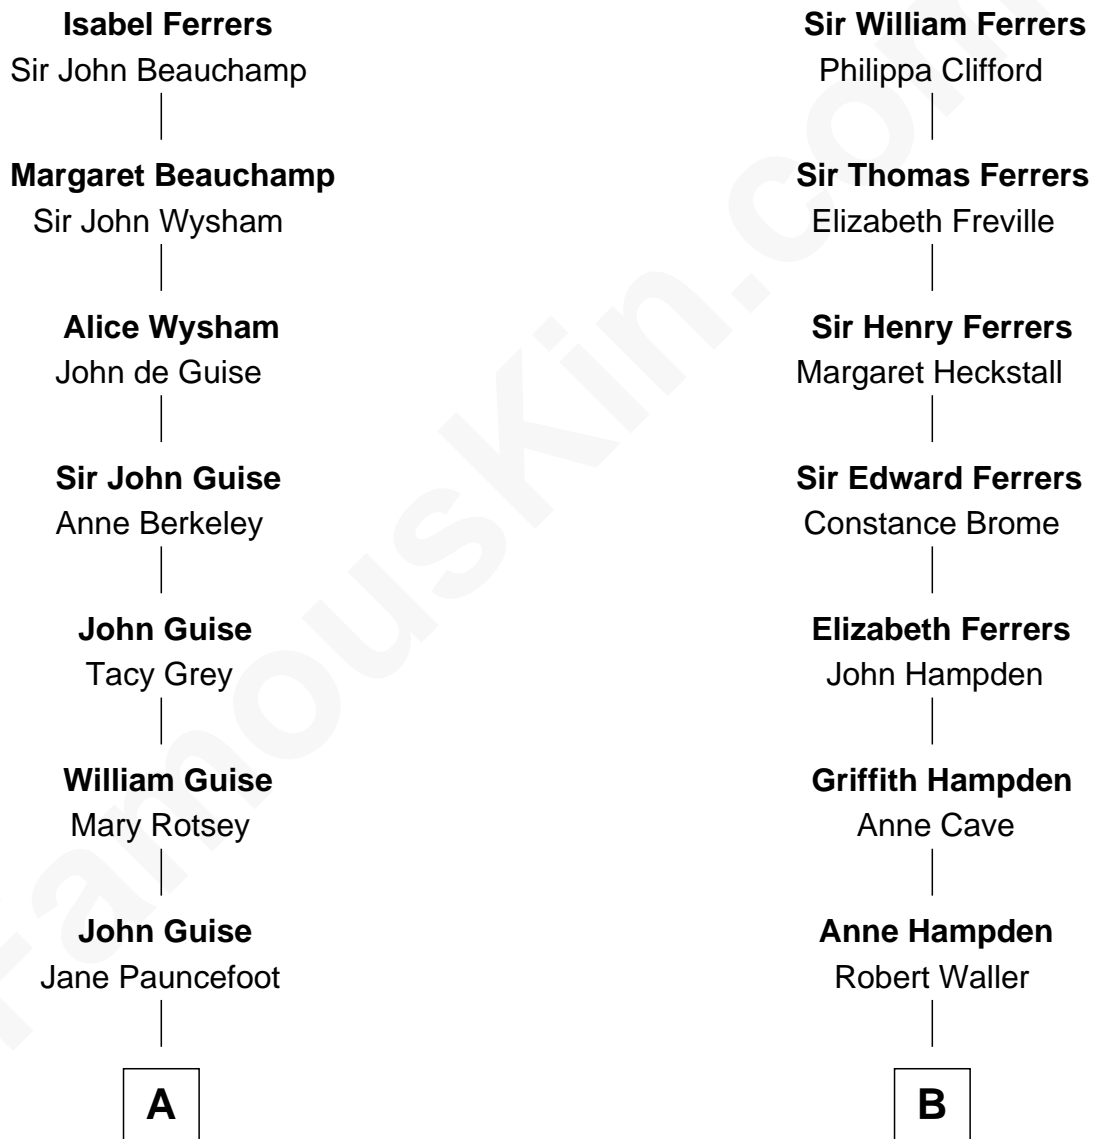 Isabel Ferrers
Sir John Beauchamp
Margaret Beauchamp
Sir John Wysham
Alice Wysham
John de Guise
Sir John Guise
Anne Berkeley
John Guise
Tacy Grey
William Guise
Mary Rotsey
John Guise
Jane Pauncefoot
A
Sir William Ferrers
Philippa Clifford
Sir Thomas Ferrers
Elizabeth Freville
Sir Henry Ferrers
Margaret Heckstall
Sir Edward Ferrers
Constance Brome
Elizabeth Ferrers
John Hampden
Griffith Hampden
Anne Cave
Anne Hampden
Robert Waller
B
FamousKin.com